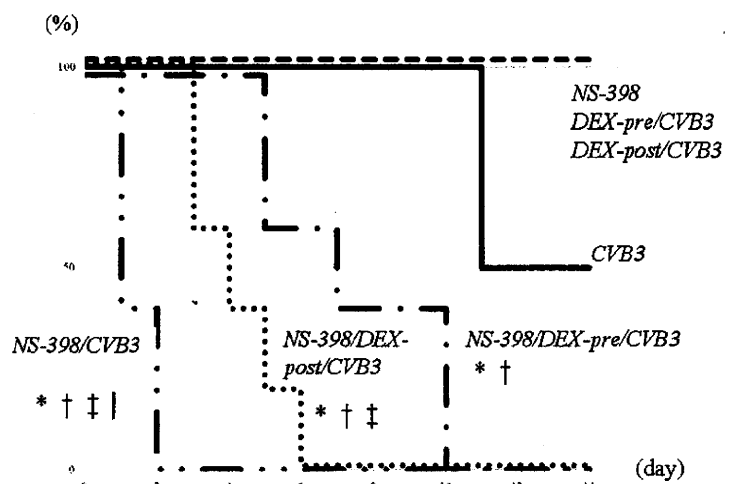 (%)
100
NS-398
DEX-pre/CVB3
DEX-post/CVB3
CVB3
50
NS-398/CVB3
* † ‡ |
NS-398/DEX-
post/CVB3
* † ‡
NS-398/DEX-pre/CVB3
* †
0
(day)